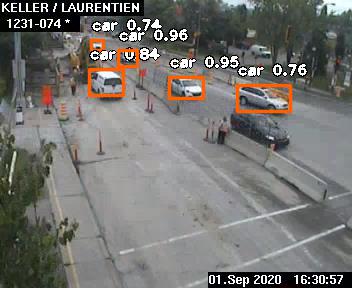 KELLER / LAURENTIEN
1231-074 *
car 0.74
car 0.96
car 0.84
car 0.95
car 0.76
01.Sep 2020 16:30:57